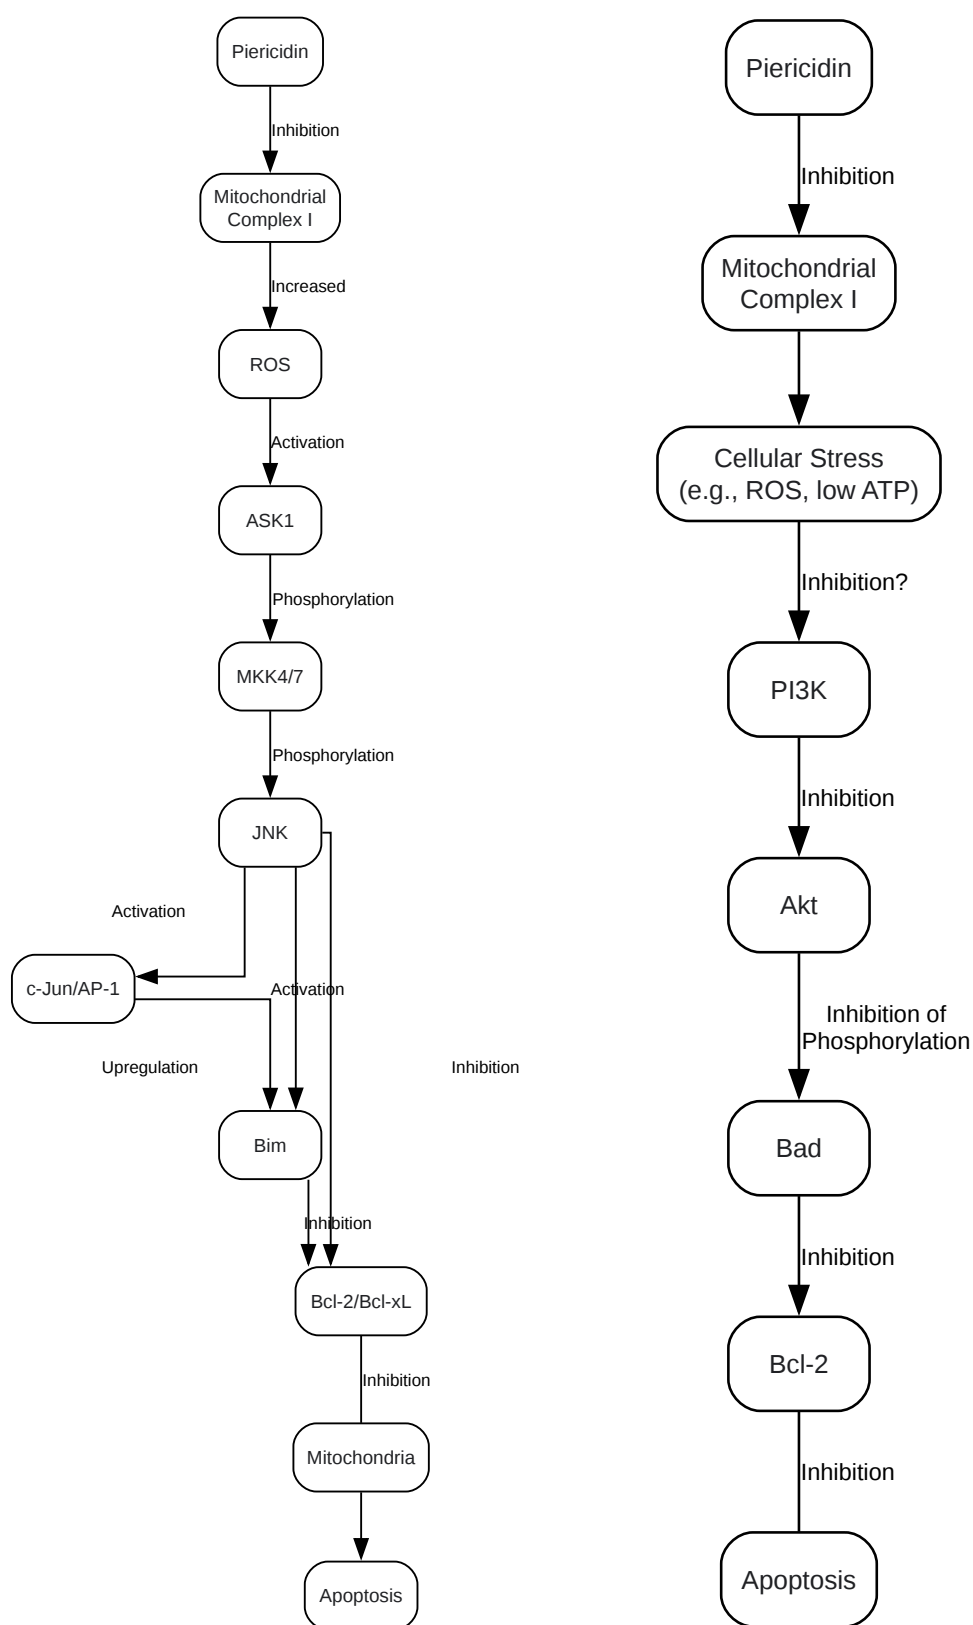 Piericidin
Inhibition
Mitochondrial
Complex I
Increased
ROS
Activation
ASK1
Phosphorylation
MKK4/7
Phosphorylation
JNK
Activation
c-Jun/AP-1
Activation
Upregulation
Inhibition
Bim
Inhibition
Bcl-2/Bcl-xL
Inhibition
Mitochondria
Apoptosis
Piericidin
Inhibition
Mitochondrial
Complex I
Cellular Stress
(e.g., ROS, low ATP)
Inhibition?
PI3K
Inhibition
Akt
Inhibition of
Phosphorylation
Bad
Inhibition
Bcl-2
Inhibition
Apoptosis